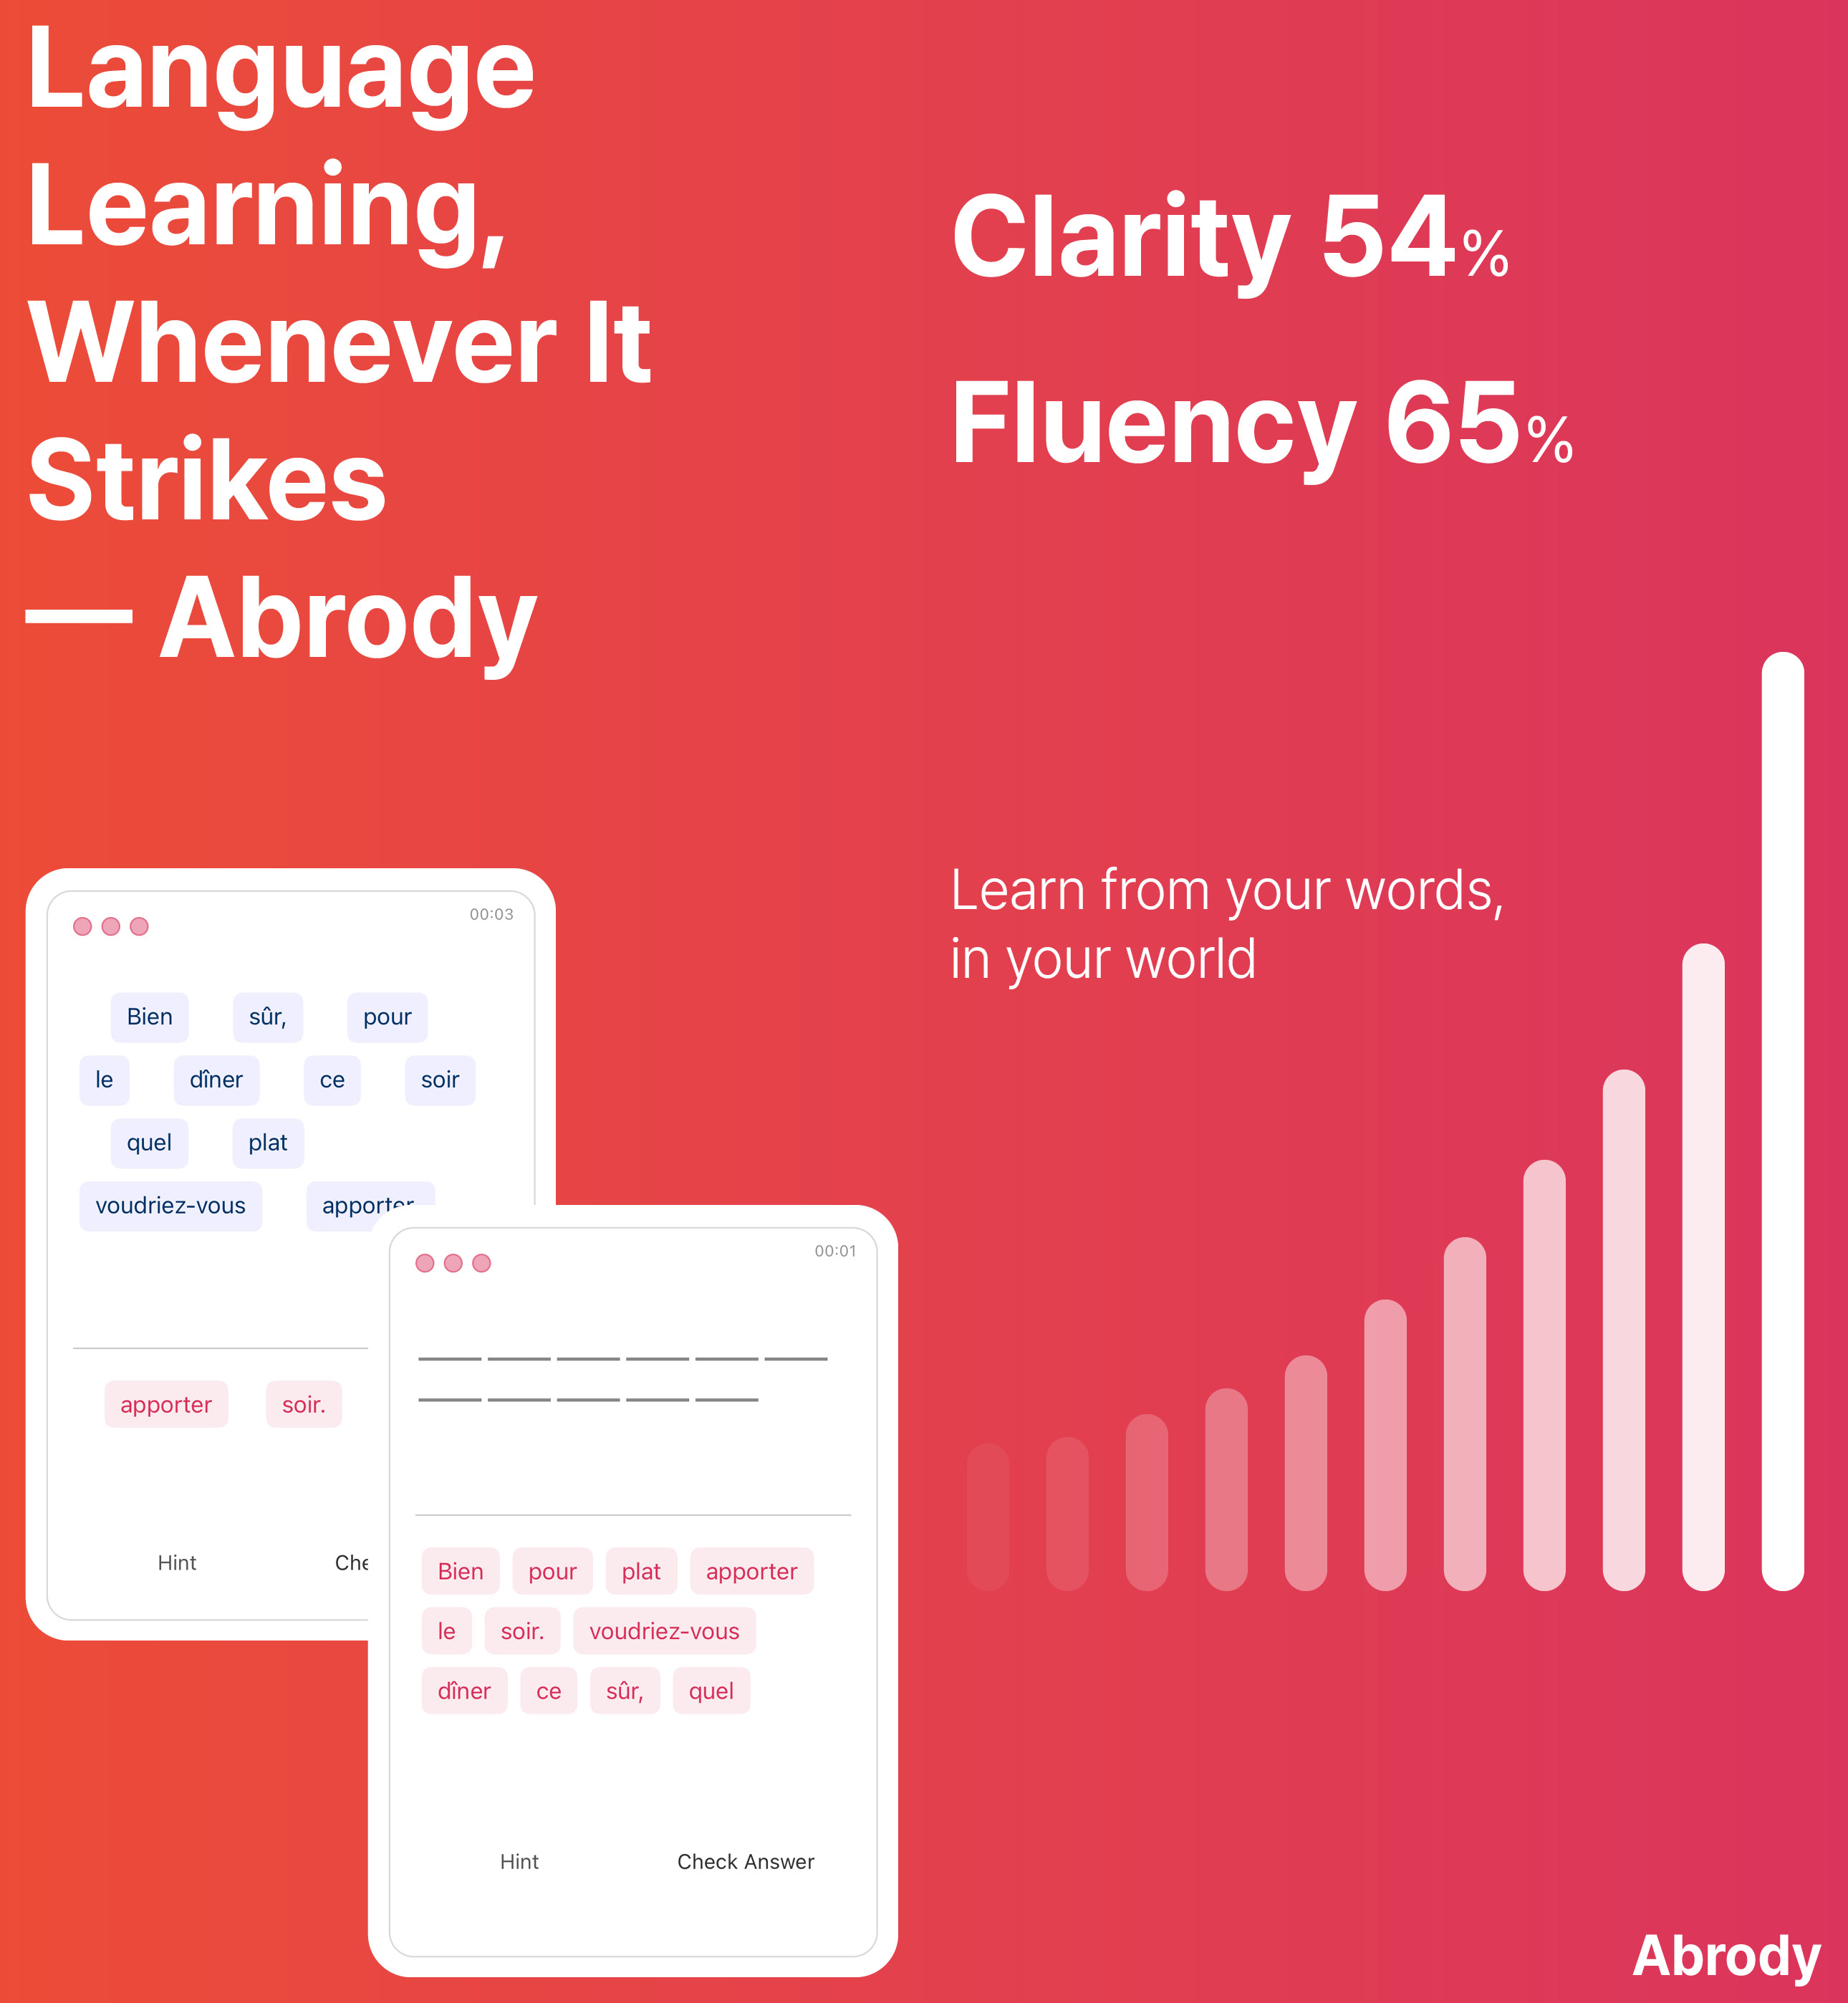 Language
Learning,
Whenever It
Strikes
— Abrody
Clarity 54%
Fluency 65%
Learn from your words,
in your world
00:03
Bien sûr, pour
le dîner ce soir
quel plat
voudriez-vous apporter
apporter soir.
Hint Che
00:01
Bien pour plat apporter
le soir. voudriez-vous
dîner ce sûr, quel
Hint Check Answer
Abrody